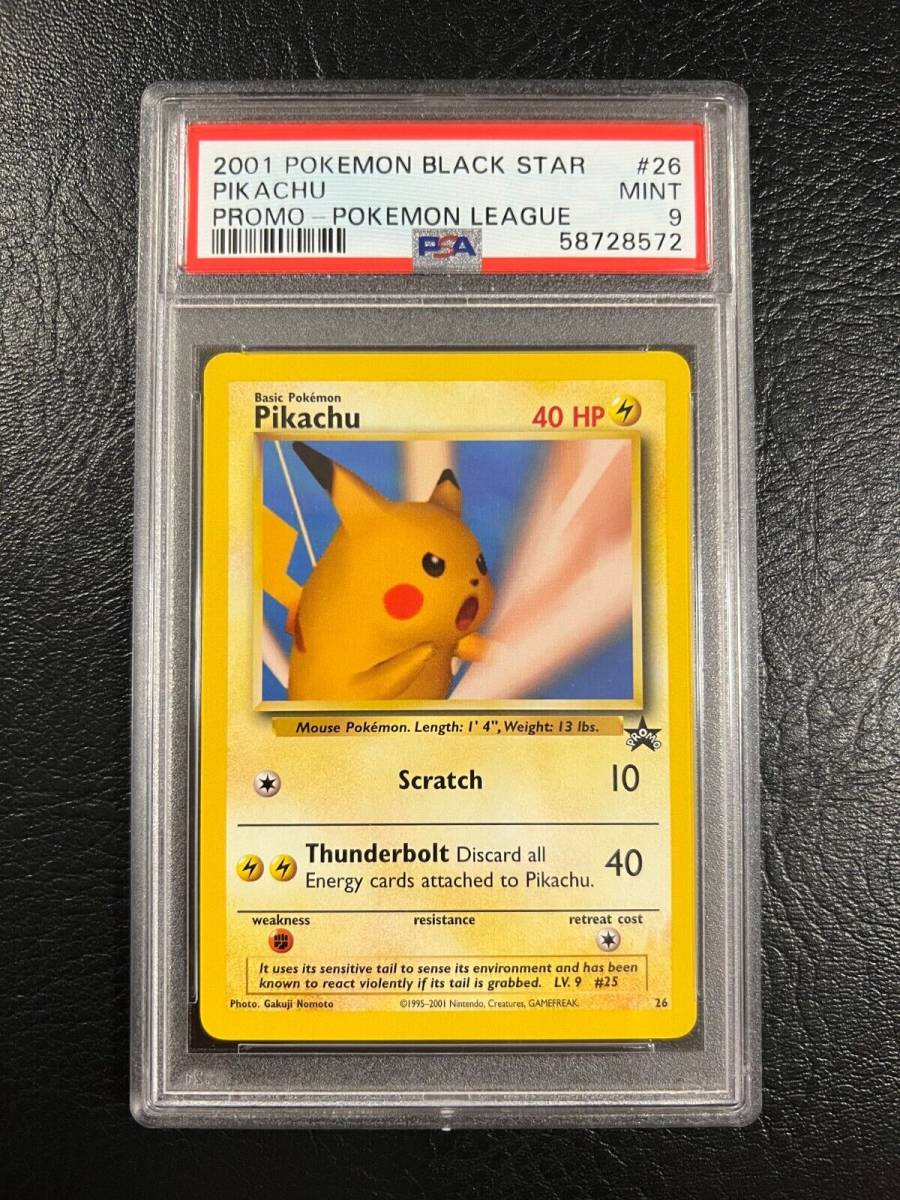 2001 POKEMON BLACK STAR #26
PIKACHU MINT
PROMO - POKEMON LEAGUE 9
PSA 58728572
Basic Pokémon
Pikachu 40 HP
Mouse Pokémon. Length: 1' 4", Weight: 13 lbs.
PROMO
Scratch 10
Thunderbolt Discard all
Energy cards attached to Pikachu. 40
weakness resistance retreat cost
It uses its sensitive tail to sense its environment and has been
known to react violently if its tail is grabbed. LV. 9 #25
Photo. Gakuji Nomoto ©1995-2001 Nintendo, Creatures, GAMEFREAK. 26